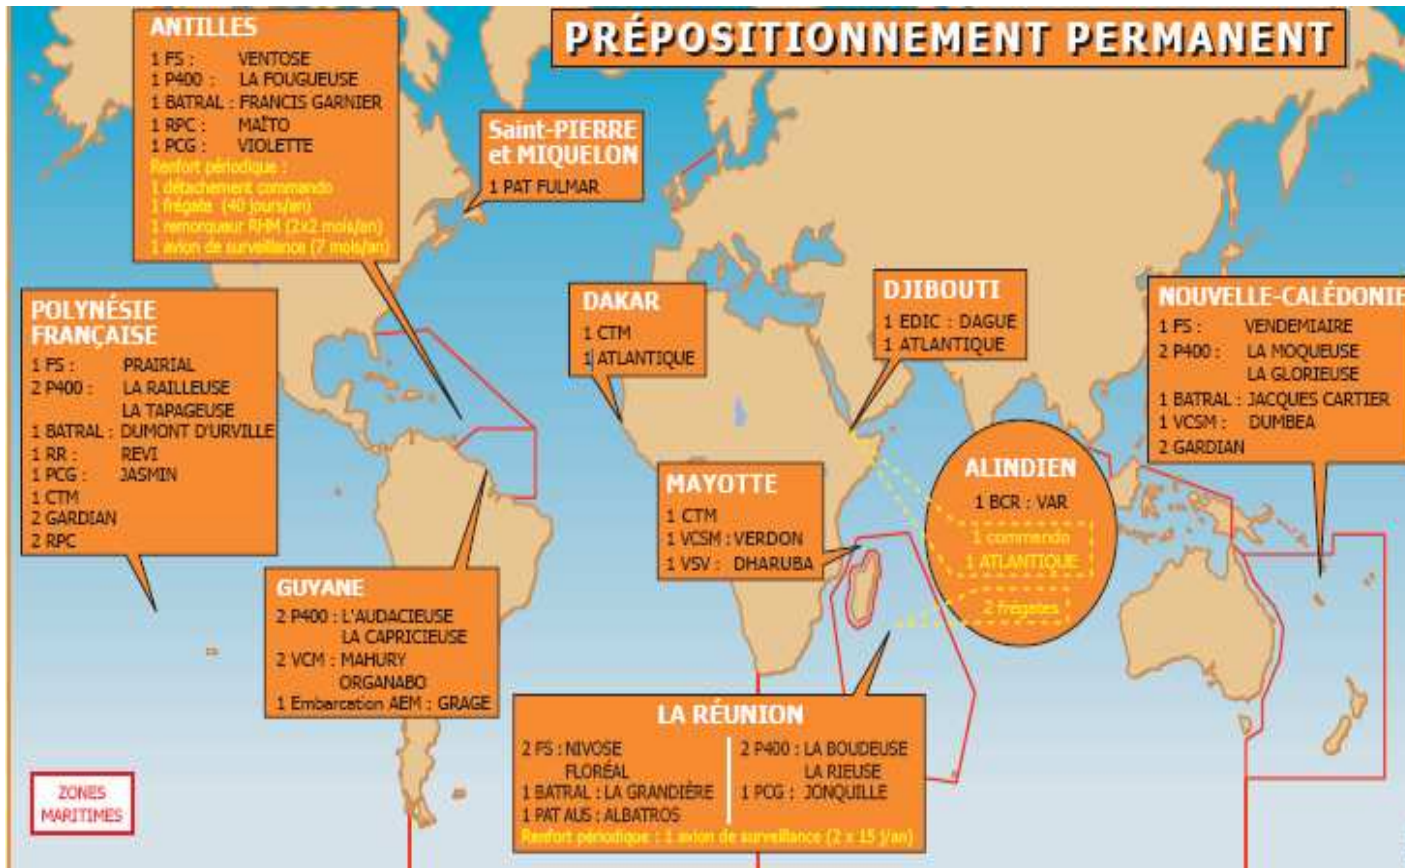 PRÉPOSITIONNEMENT PERMANENT
ANTILLES
1 FS : VENTOSE
1 P400 : LA FOUGUEUSE
1 BATRAL : FRANCIS GARNIER
1 RPC : MAÏTO
1 PCG : VIOLETTE
Renfort périodique :
1 détachement commando
1 frégate (40 jours/an)
1 remorqueur RHM (2x2 mois/an)
1 avion de surveillance (7 mois/an)
Saint-PIERRE
et MIQUELON
1 PAT FULMAR
POLYNÉSIE
FRANÇAISE
1 FS : PRAIRIAL
2 P400 : LA RAILLEUSE
LA TAPAGEUSE
1 BATRAL : DUMONT D'URVILLE
1 RR : REVI
1 PCG : JASMIN
1 CTM
2 GARDIAN
2 RPC
DAKAR
1 CTM
1 ATLANTIQUE
DJIBOUTI
1 EDIC : DAGUE
1 ATLANTIQUE
NOUVELLE-CALÉDONIE
1 FS : VENDEMIAIRE
2 P400 : LA MOQUEUSE
LA GLORIEUSE
1 BATRAL : JACQUES CARTIER
1 VCSM : DUMBEA
2 GARDIAN
MAYOTTE
1 CTM
1 VCSM : VERDON
1 VSV : DHARUBA
ALINDIEN
1 BCR : VAR
1 commando
1 ATLANTIQUE
2 frégates
GUYANE
2 P400 : L'AUDACIEUSE
LA CAPRICIEUSE
2 VCM : MAHURY
ORGANABO
1 Embarcation AEM : GRAGE
LA RÉUNION
2 FS : NIVOSE
FLORÉAL
1 BATRAL : LA GRANDIÈRE
1 PAT AUS : ALBATROS
2 P400 : LA BOUDEUSE
LA RIEUSE
1 PCG : JONQUILLE
Renfort périodique : 1 avion de surveillance (2 x 15 j/an)
ZONES
MARITIMES